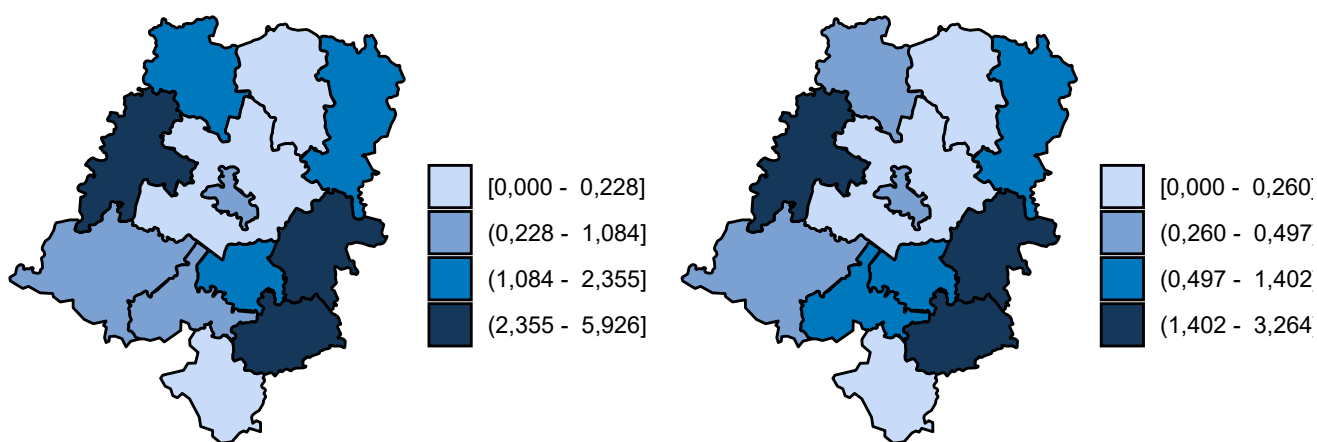 [0,000 - 0,228]
(0,228 - 1,084]
(1,084 - 2,355]
(2,355 - 5,926]
[0,000 - 0,260]
(0,260 - 0,497]
(0,497 - 1,402]
(1,402 - 3,264]